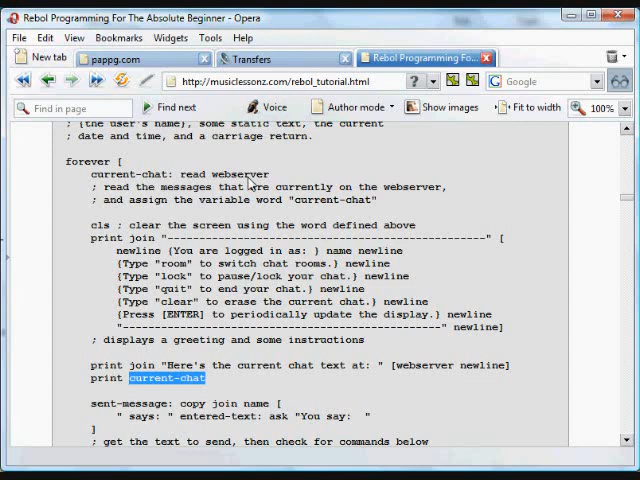 Rebol Programming For The Absolute Beginner - Opera
File Edit View Bookmarks Widgets Tools Help
New tab pappg.com Transfers Rebol Programming Fo...
http://musiclessonz.com/rebol_tutorial.html ? Google
Find in page Find next Voice Author mode Show images Fit to width 100%
; {the user's name}, some static text, the current
; date and time, and a carriage return.
forever [
current-chat: read webserver
; read the messages that are currently on the webserver,
; and assign the variable word "current-chat"
cls ; clear the screen using the word defined above
print join "--------------------------------------------------" [
newline {You are logged in as: } name newline
{Type "room" to switch chat rooms.} newline
{Type "lock" to pause/lock your chat.} newline
{Type "quit" to end your chat.} newline
{Type "clear" to erase the current chat.} newline
{Press [ENTER] to periodically update the display.} newline
"--------------------------------------------------" newline]
; displays a greeting and some instructions
print join "Here's the current chat text at: " [webserver newline]
print current-chat
sent-message: copy join name [
" says: " entered-text: ask "You say:  "
]
; get the text to send, then check for commands below